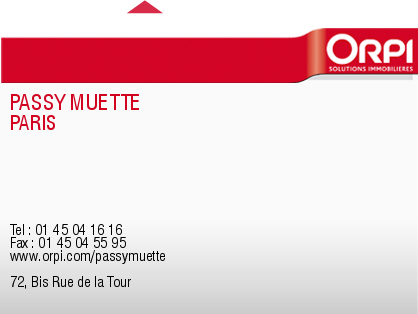 ORPI
SOLUTIONS IMMOBILIÈRES
PASSY MUETTE
PARIS
Tel : 01 45 04 16 16
Fax : 01 45 04 55 95
www.orpi.com/passymuette
72, Bis Rue de la Tour